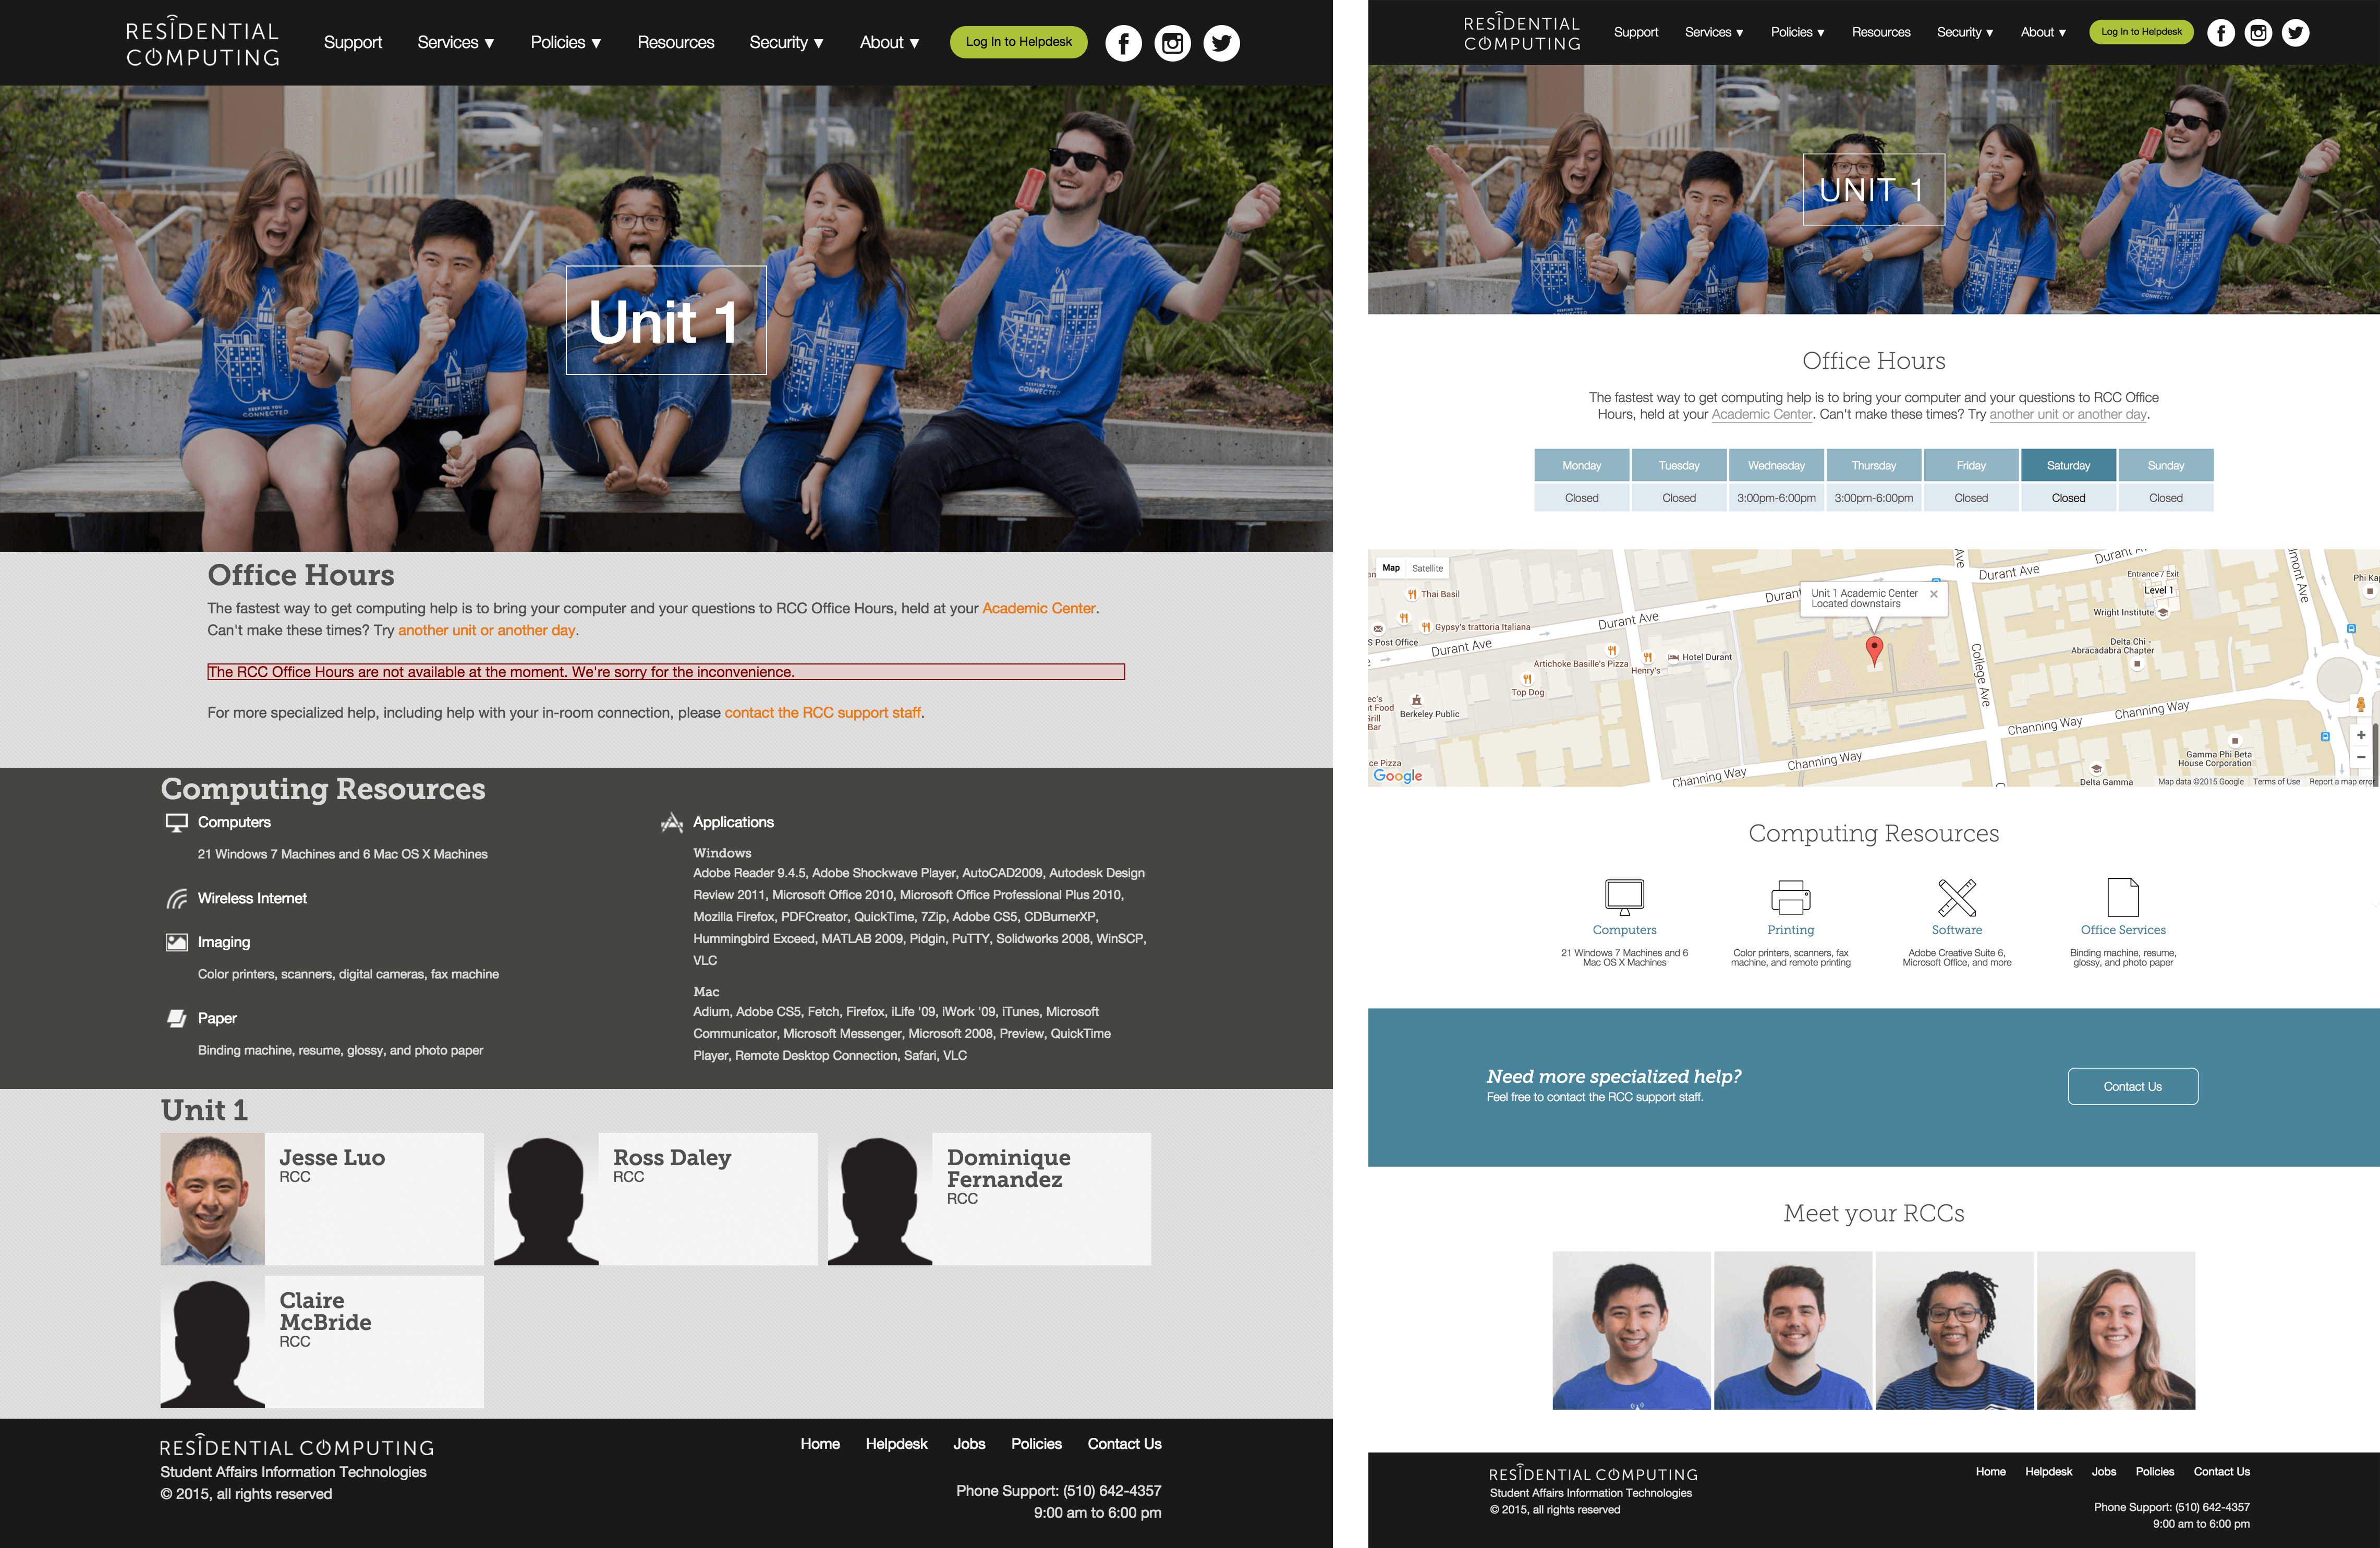 RESIDENTIAL
COMPUTING
Support Services ▼ Policies ▼ Resources Security ▼ About ▼ Log In to Helpdesk
Unit 1
KEEPING YOU
CONNECTED
KEEPING YOU
CONNECTED
Office Hours
The fastest way to get computing help is to bring your computer and your questions to RCC Office Hours, held at your Academic Center.
Can't make these times? Try another unit or another day.
The RCC Office Hours are not available at the moment. We're sorry for the inconvenience.
For more specialized help, including help with your in-room connection, please contact the RCC support staff.
Computing Resources
Computers
21 Windows 7 Machines and 6 Mac OS X Machines
Wireless Internet
Imaging
Color printers, scanners, digital cameras, fax machine
Paper
Binding machine, resume, glossy, and photo paper
Applications
Windows
Adobe Reader 9.4.5, Adobe Shockwave Player, AutoCAD2009, Autodesk Design
Review 2011, Microsoft Office 2010, Microsoft Office Professional Plus 2010,
Mozilla Firefox, PDFCreator, QuickTime, 7Zip, Adobe CS5, CDBurnerXP,
Hummingbird Exceed, MATLAB 2009, Pidgin, PuTTY, Solidworks 2008, WinSCP,
VLC
Mac
Adium, Adobe CS5, Fetch, Firefox, iLife '09, iWork '09, iTunes, Microsoft
Communicator, Microsoft Messenger, Microsoft 2008, Preview, QuickTime
Player, Remote Desktop Connection, Safari, VLC
Unit 1
Jesse Luo
RCC
Ross Daley
RCC
Dominique
Fernandez
RCC
Claire
McBride
RCC
RESIDENTIAL COMPUTING
Student Affairs Information Technologies
© 2015, all rights reserved
Home Helpdesk Jobs Policies Contact Us
Phone Support: (510) 642-4357
9:00 am to 6:00 pm
RESIDENTIAL
COMPUTING
Support Services ▼ Policies ▼ Resources Security ▼ About ▼ Log In to Helpdesk
UNIT 1
Office Hours
The fastest way to get computing help is to bring your computer and your questions to RCC Office
Hours, held at your Academic Center. Can't make these times? Try another unit or another day.
Monday Tuesday Wednesday Thursday Friday Saturday Sunday
Closed Closed 3:00pm-6:00pm 3:00pm-6:00pm Closed Closed Closed
Map Satellite
Thai Basil
Gypsy's trattoria Italiana
S Post Office
Durant Ave
Durant Ave
Artichoke Basille's Pizza
Henry's
Hotel Durant
Top Dog
Berkeley Public
ce Pizza
Google
Unit 1 Academic Center
Located downstairs
Durant Ave
College Ave
Channing Way
Channing Way
Channing Way
Channing Way
Entrance / Exit
Level 1
Wright Institute
Delta Chi -
Abracadabra Chapter
Gamma Phi Beta
House Corporation
Delta Gamma
Map data ©2015 Google Terms of Use Report a map error
Computing Resources
Computers
21 Windows 7 Machines and 6
Mac OS X Machines
Printing
Color printers, scanners, fax
machine, and remote printing
Software
Adobe Creative Suite 6,
Microsoft Office, and more
Office Services
Binding machine, resume,
glossy, and photo paper
Need more specialized help?
Feel free to contact the RCC support staff.
Contact Us
Meet your RCCs
RESIDENTIAL COMPUTING
Student Affairs Information Technologies
© 2015, all rights reserved
Home Helpdesk Jobs Policies Contact Us
Phone Support: (510) 642-4357
9:00 am to 6:00 pm